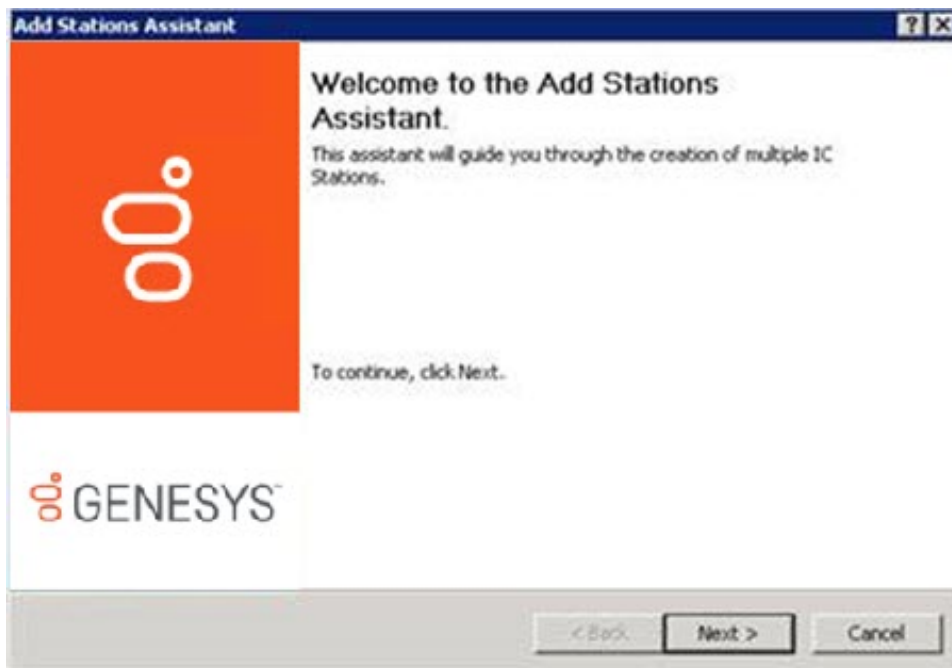 Add Stations Assistant
Welcome to the Add Stations
Assistant.
This assistant will guide you through the creation of multiple IC
Stations.
To continue, click Next.
GENESYS™
< Back
Next >
Cancel